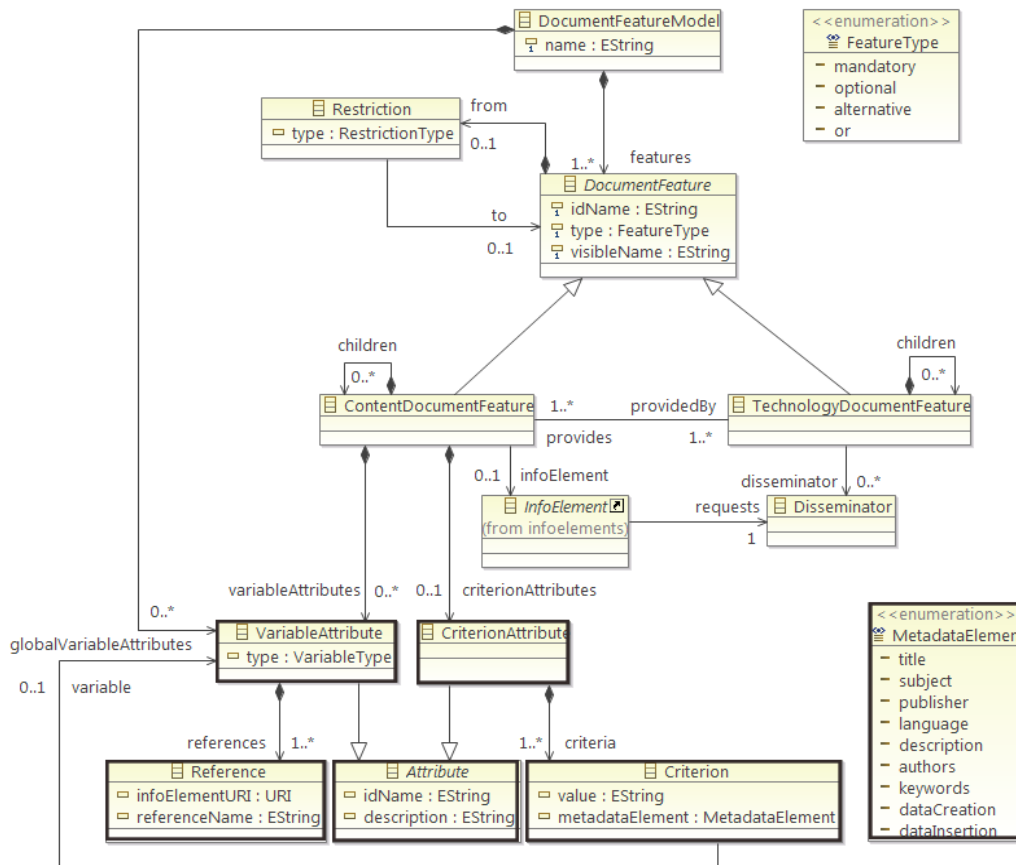 DocumentFeatureModel
name : EString
<<enumeration>>
FeatureType
mandatory
optional
alternative
or
Restriction
type : RestrictionType
from
0..1
1..*
features
DocumentFeature
idName : EString
type : FeatureType
visibleName : EString
to
0..1
children
0..*
children
0..*
ContentDocumentFeature
1..*
providedBy
TechnologyDocumentFeature
provides
1..*
0..1
infoElement
disseminator
0..*
InfoElement
(from infoelements)
requests
1
Disseminator
variableAttributes
0..*
0..1
criterionAttributes
0..*
globalVariableAttributes
0..1
variable
VariableAttribute
type : VariableType
CriterionAttribute
<<enumeration>>
MetadataElement
title
subject
publisher
language
description
authors
keywords
dataCreation
dataInsertion
references
1..*
1..*
criteria
Reference
infoElementURI : URI
referenceName : EString
Attribute
idName : EString
description : EString
Criterion
value : EString
metadataElement : MetadataElement